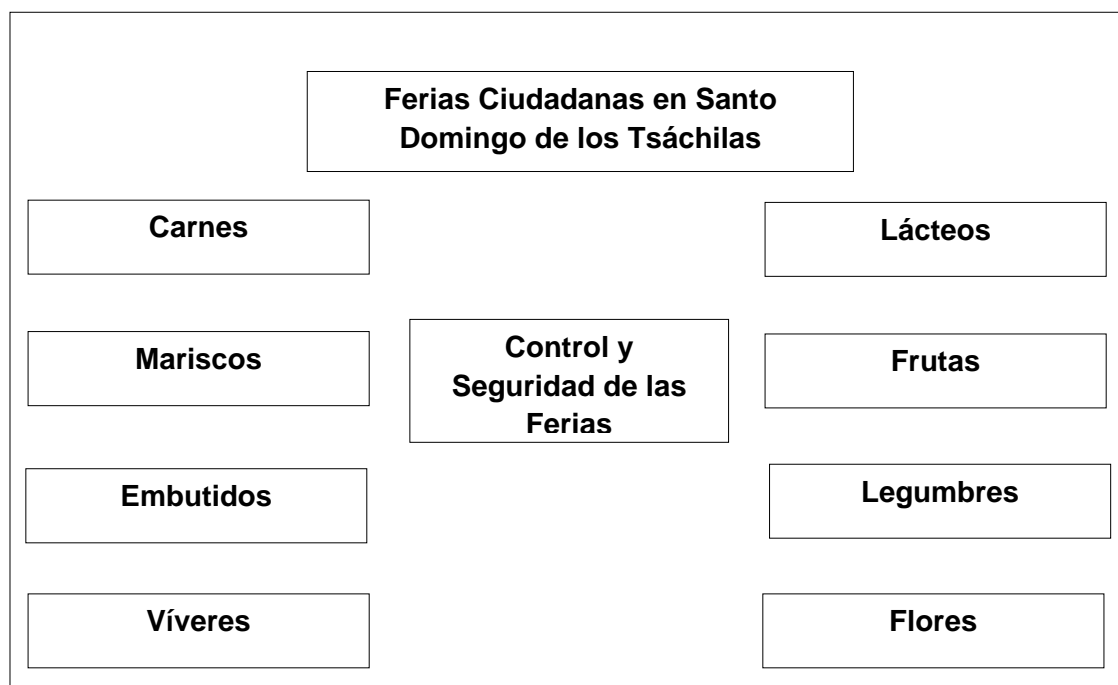 Ferias Ciudadanas en Santo
Domingo de los Tsáchilas
Carnes
Lácteos
Mariscos
Control y
Seguridad de las
Ferias
Frutas
Embutidos
Legumbres
Víveres
Flores